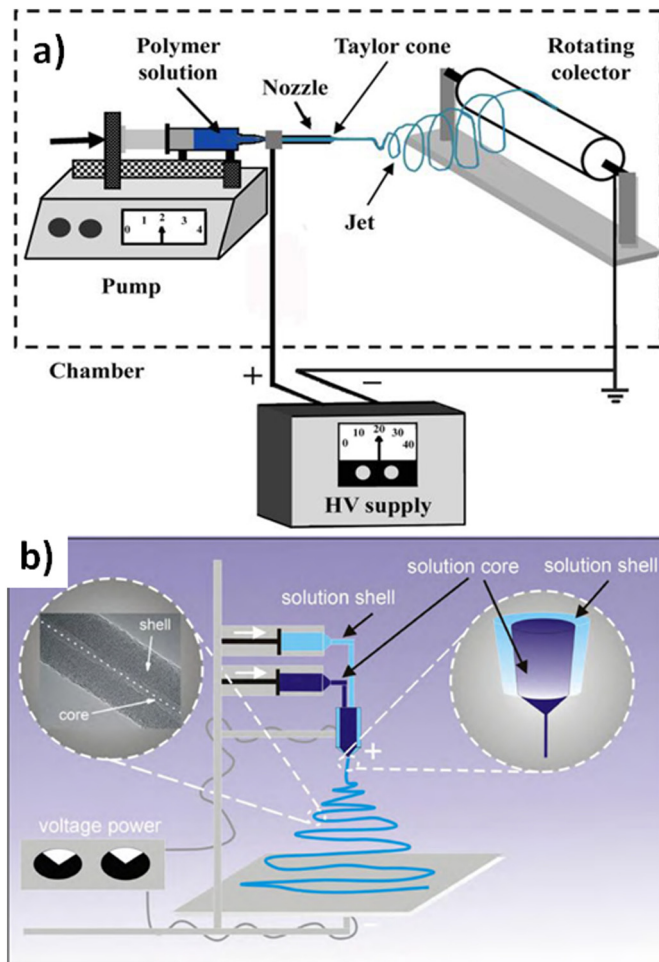 a)
Polymer
solution
Nozzle
Taylor cone
Rotating
colector
Jet
0 1 2 3 4
Pump
Chamber
+
−
0 10 20 30 40
HV supply
b)
shell
core
solution shell
solution core
solution shell
+
voltage power
−